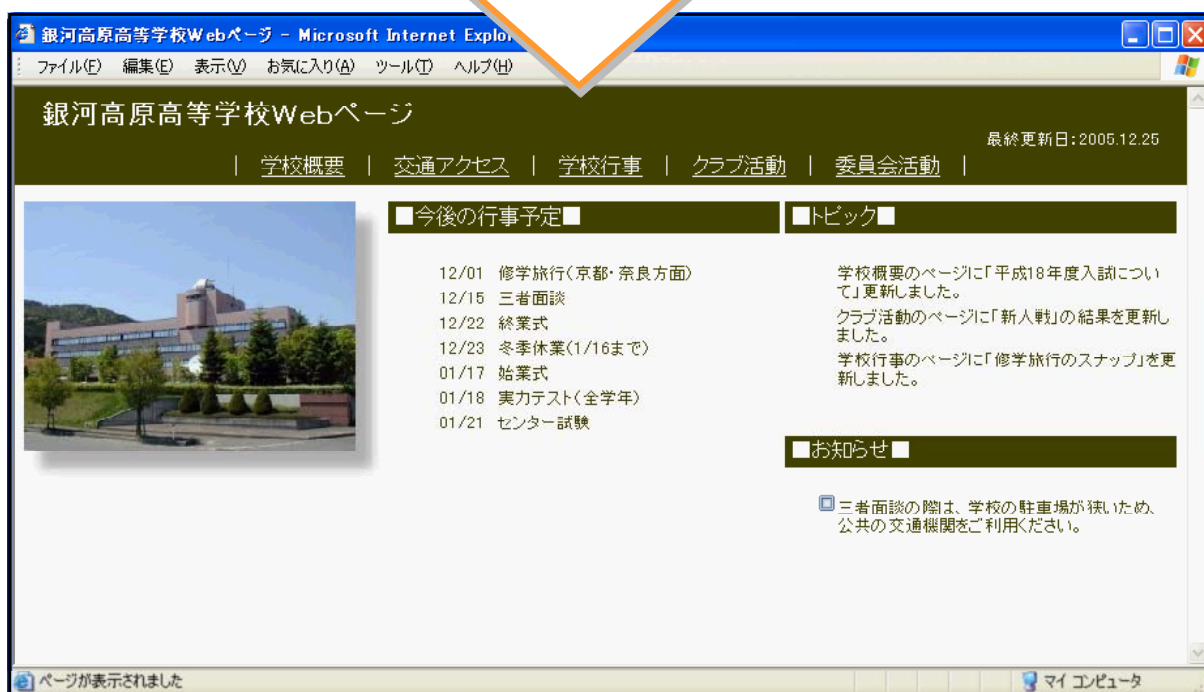 銀河高原高等学校Webページ - Microsoft Internet
ファイル(F) 編集(E) 表示(V) お気に入り(A) ツール(T) ヘルプ(H)
銀河高原高等学校Webページ
最終更新日:2005.12.25
| 学校概要 | 交通アクセス | 学校行事 | クラブ活動 | 委員会活動 |
■今後の行事予定■
12/01 修学旅行(京都・奈良方面)
12/15 三者面談
12/22 終業式
12/23 冬季休業(1/16まで)
01/17 始業式
01/18 実力テスト(全学年)
01/21 センター試験
■トピック■
学校概要のページに「平成18年度入試につい
て」更新しました。
クラブ活動のページに「新人戦」の結果を更新し
ました。
学校行事のページに「修学旅行のスナップ」を更
新しました。
■お知らせ■
三者面談の際は、学校の駐車場が狭いため、
公共の交通機関をご利用ください。
ページが表示されました
マイ コンピュータ